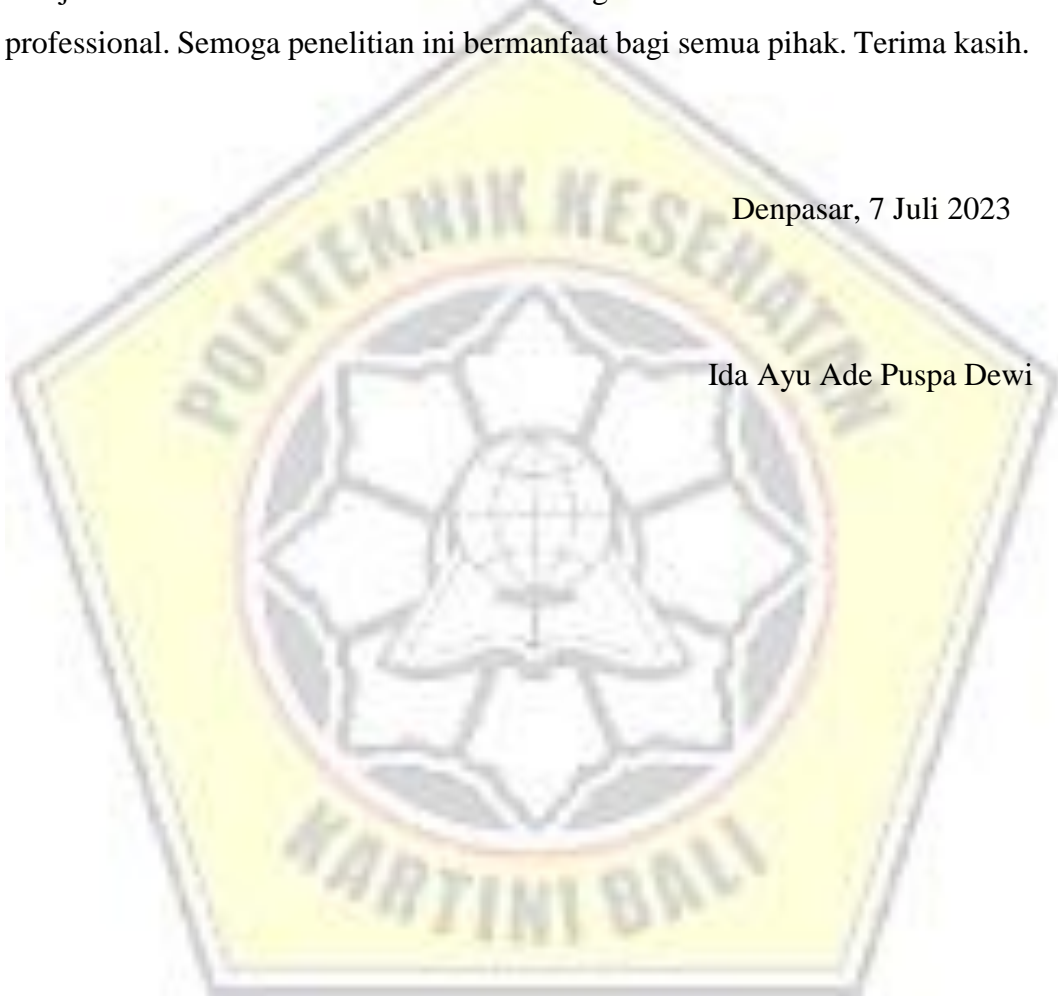 professional. Semoga penelitian ini bermanfaat bagi semua pihak. Terima kasih.
POLITEKNIK KESEHATAN
Denpasar, 7 Juli 2023
Ida Ayu Ade Puspa Dewi
KARTINI BALI